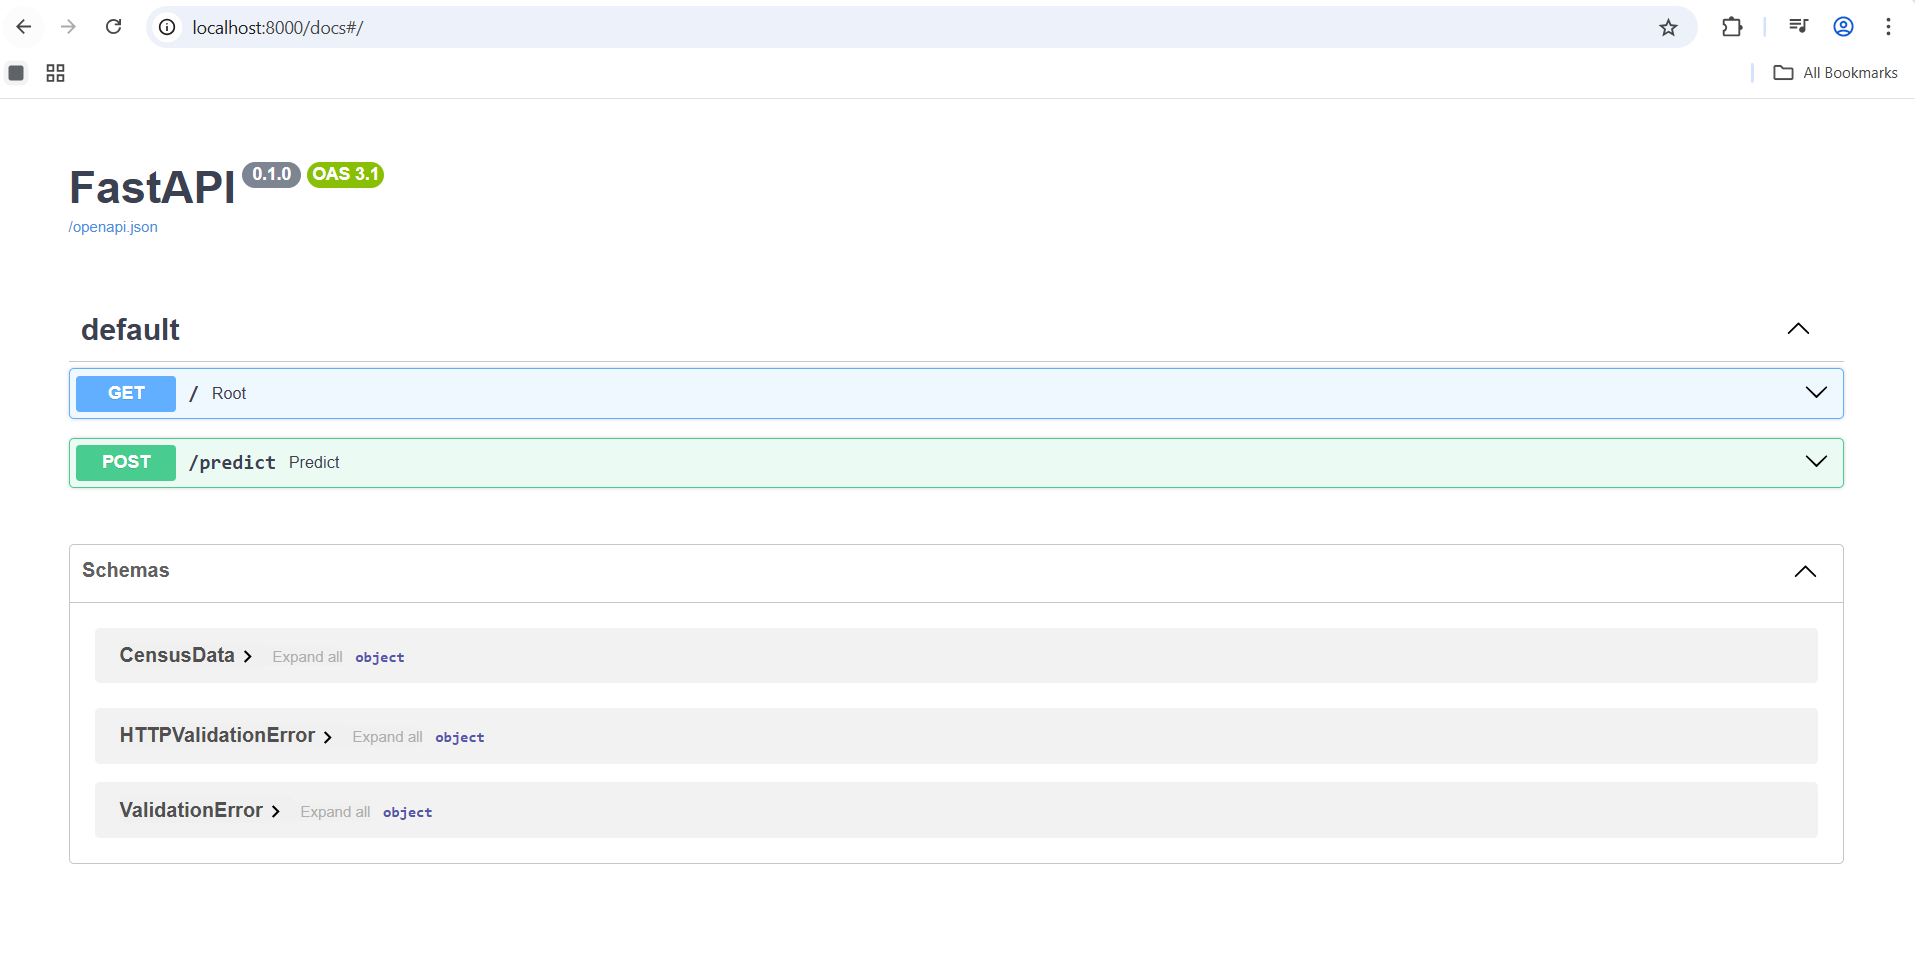 localhost:8000/docs#/
All Bookmarks
FastAPI 0.1.0 OAS 3.1
/openapi.json
default
GET / Root
POST /predict Predict
Schemas
CensusData Expand all object
HTTPValidationError Expand all object
ValidationError Expand all object